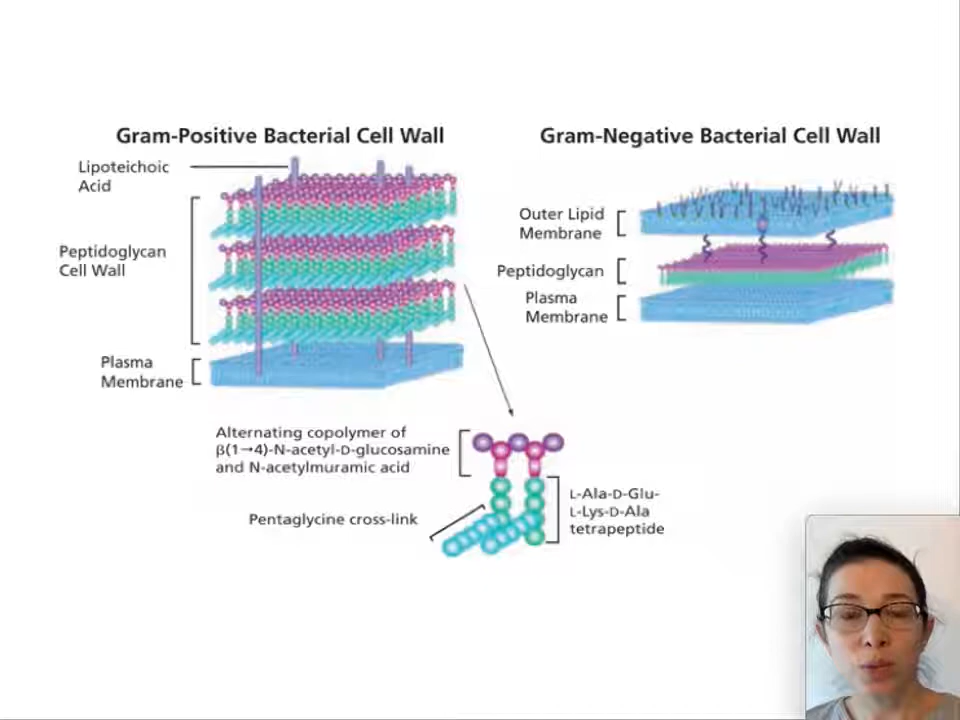 Gram-Positive Bacterial Cell Wall
Lipoteichoic
Acid
Peptidoglycan
Cell Wall
Plasma
Membrane
Gram-Negative Bacterial Cell Wall
Outer Lipid
Membrane
Peptidoglycan
Plasma
Membrane
Alternating copolymer of
β(1→4)-N-acetyl-D-glucosamine
and N-acetylmuramic acid
Pentaglycine cross-link
L-Ala-D-Glu-
L-Lys-D-Ala
tetrapeptide